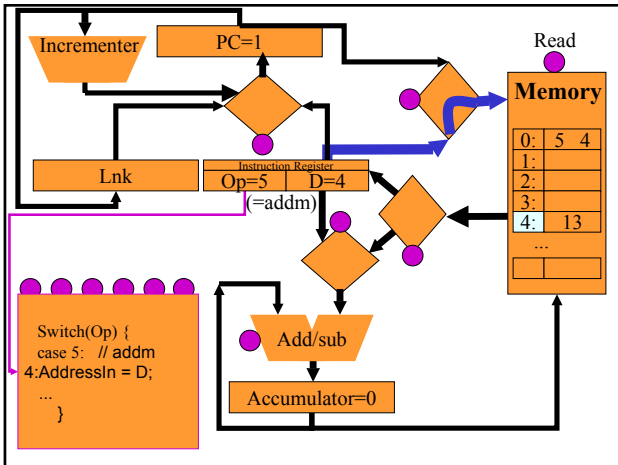 Incrementer
PC=1
Read
Memory
0: 5 4
1:
2:
3:
4: 13
...
Lnk
Instruction Register
Op=5 D=4
(=addm)
Add/sub
Accumulator=0
Switch(Op) {
case 5: // addm
4:AddressIn = D;
...
}